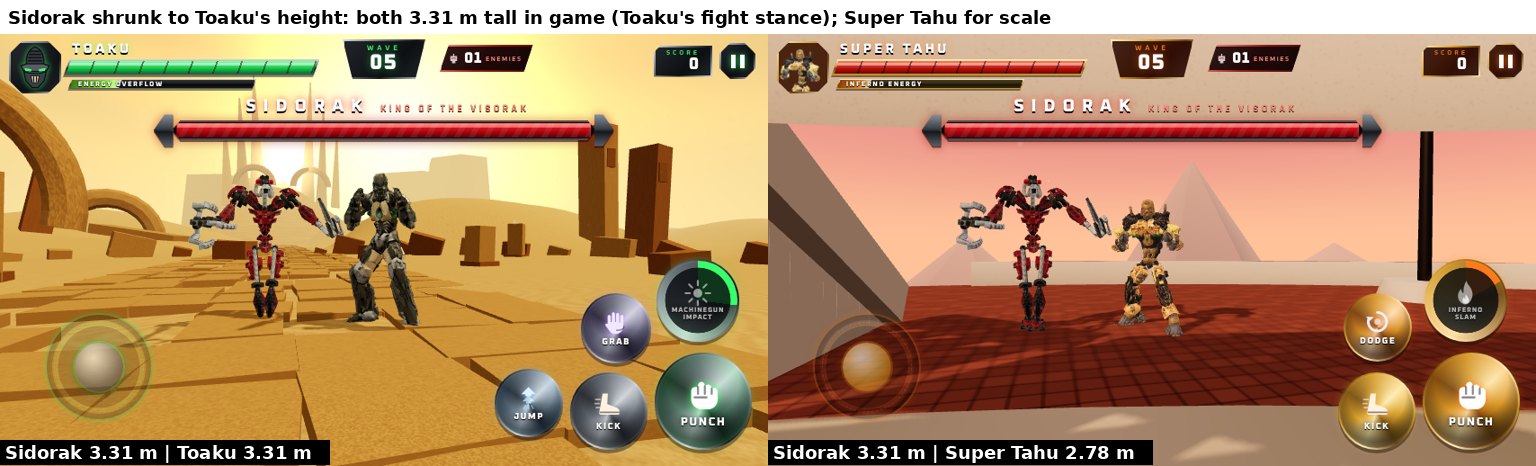 Sidorak shrunk to Toaku's height: both 3.31 m tall in game (Toaku's fight stance); Super Tahu for scale
TOAKU
ENERGY OVERFLOW
WAVE
05
01 ENEMIES
SCORE
0
SIDORAK KING OF THE VISORAK
MACHINEGUN
IMPACT
GRAB
JUMP
KICK
PUNCH
Sidorak 3.31 m | Toaku 3.31 m
SUPER TAHU
INFERNO ENERGY
WAVE
05
01 ENEMIES
SCORE
0
SIDORAK KING OF THE VISORAK
INFERNO
SLAM
DODGE
KICK
PUNCH
Sidorak 3.31 m | Super Tahu 2.78 m